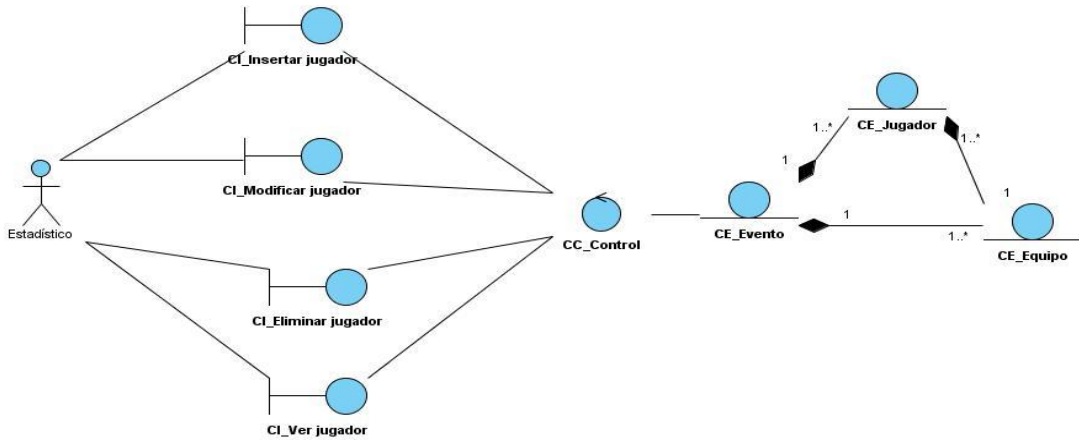 CI_Insertar jugador
CI_Modificar jugador
Estadístico
CI_Eliminar jugador
CI_Ver jugador
CC_Control
CE_Evento
CE_Jugador
CE_Equipo
1..*
1
1..*
1
1
1..*